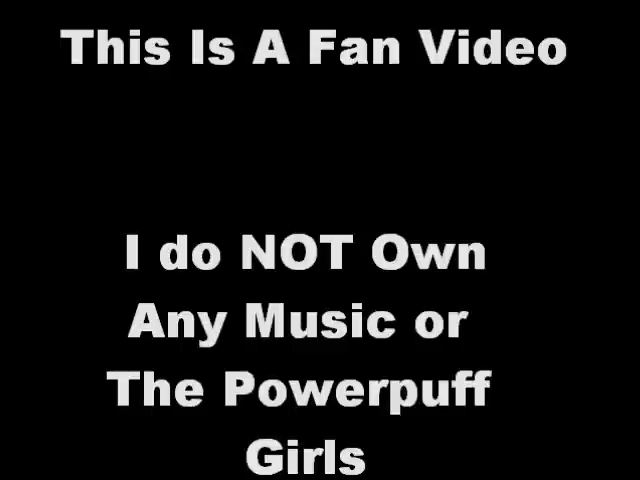 This Is A Fan Video
I do NOT Own
Any Music or
The Powerpuff
Girls